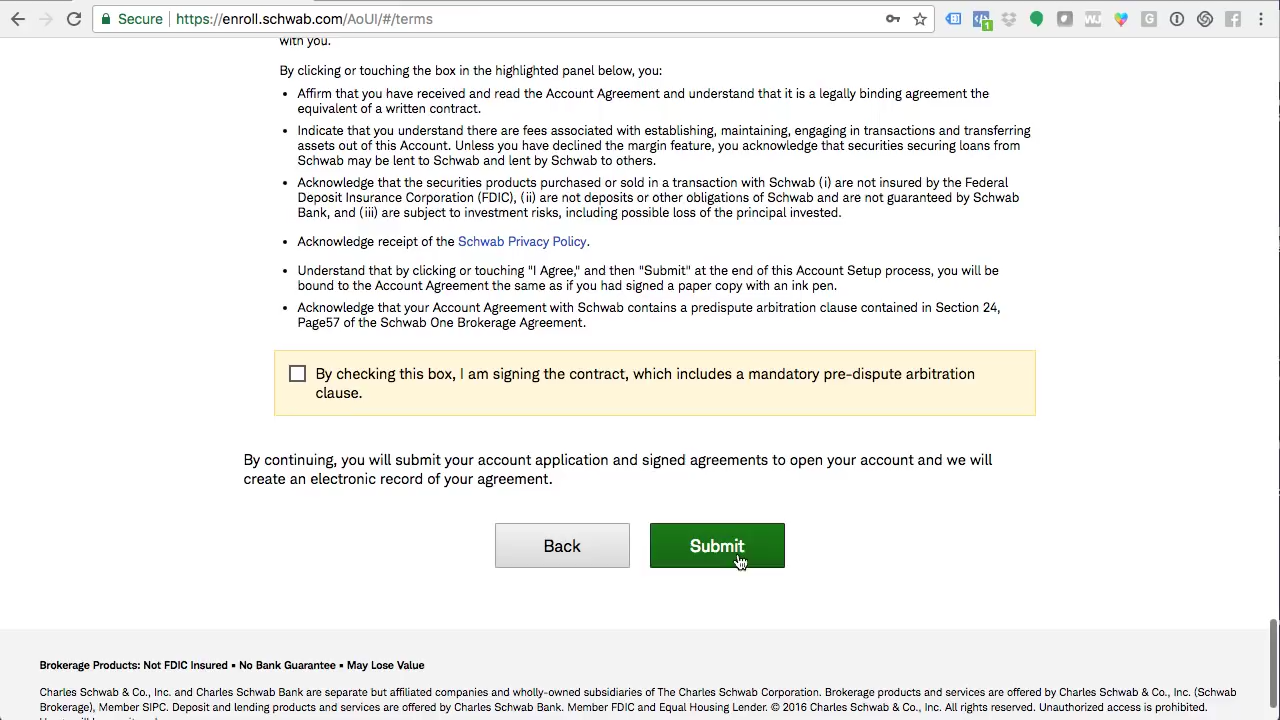 Secure
https://enroll.schwab.com/AoUI/#/terms
1
WJ
G
with you.
By clicking or touching the box in the highlighted panel below, you:
• Affirm that you have received and read the Account Agreement and understand that it is a legally binding agreement the
equivalent of a written contract.
• Indicate that you understand there are fees associated with establishing, maintaining, engaging in transactions and transferring
assets out of this Account. Unless you have declined the margin feature, you acknowledge that securities securing loans from
Schwab may be lent to Schwab and lent by Schwab to others.
• Acknowledge that the securities products purchased or sold in a transaction with Schwab (i) are not insured by the Federal
Deposit Insurance Corporation (FDIC), (ii) are not deposits or other obligations of Schwab and are not guaranteed by Schwab
Bank, and (iii) are subject to investment risks, including possible loss of the principal invested.
• Acknowledge receipt of the Schwab Privacy Policy.
• Understand that by clicking or touching "I Agree," and then "Submit" at the end of this Account Setup process, you will be
bound to the Account Agreement the same as if you had signed a paper copy with an ink pen.
• Acknowledge that your Account Agreement with Schwab contains a predispute arbitration clause contained in Section 24,
Page57 of the Schwab One Brokerage Agreement.
By checking this box, I am signing the contract, which includes a mandatory pre-dispute arbitration
clause.
By continuing, you will submit your account application and signed agreements to open your account and we will
create an electronic record of your agreement.
Back
Submit
Brokerage Products: Not FDIC Insured • No Bank Guarantee • May Lose Value
Charles Schwab & Co., Inc. and Charles Schwab Bank are separate but affiliated companies and wholly-owned subsidiaries of The Charles Schwab Corporation. Brokerage products and services are offered by Charles Schwab & Co., Inc. (Schwab
Brokerage), Member SIPC. Deposit and lending products and services are offered by Charles Schwab Bank. Member FDIC and Equal Housing Lender. © 2016 Charles Schwab & Co., Inc. All rights reserved. Unauthorized access is prohibited.